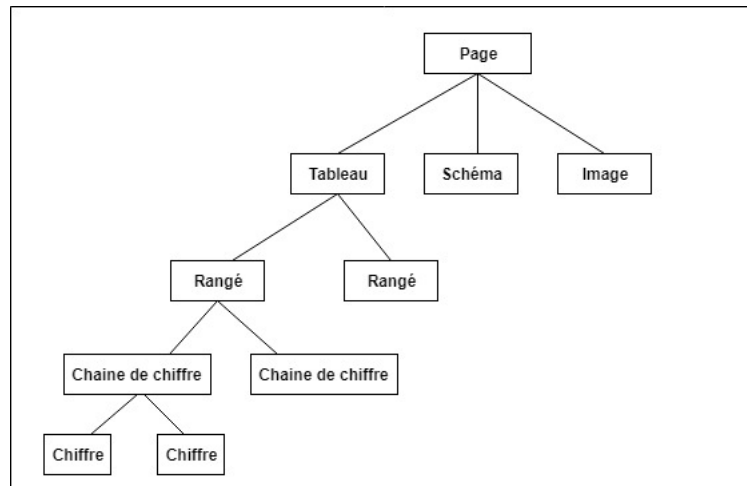 Page
Tableau
Schéma
Image
Rangé
Rangé
Chaine de chiffre
Chaine de chiffre
Chiffre
Chiffre